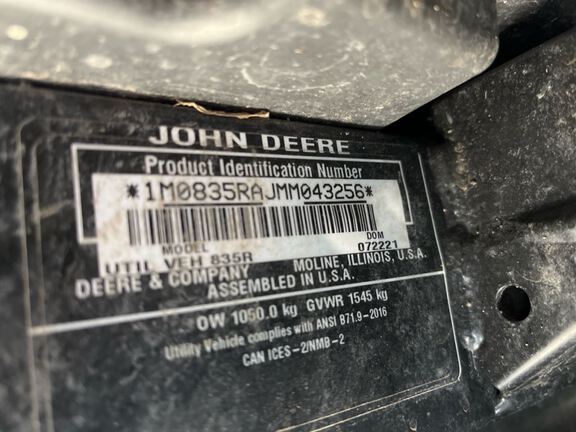 JOHN DEERE
Product Identification Number
*1M0835RAJMM043256*
MODEL DOM
UTIL VEH 835R 072221
DEERE & COMPANY MOLINE, ILLINOIS, U.S.A.
ASSEMBLED IN U.S.A.
OW 1050.0 kg GVWR 1545 kg
Utility Vehicle complies with ANSI B71.9-2016
CAN ICES-2/NMB-2